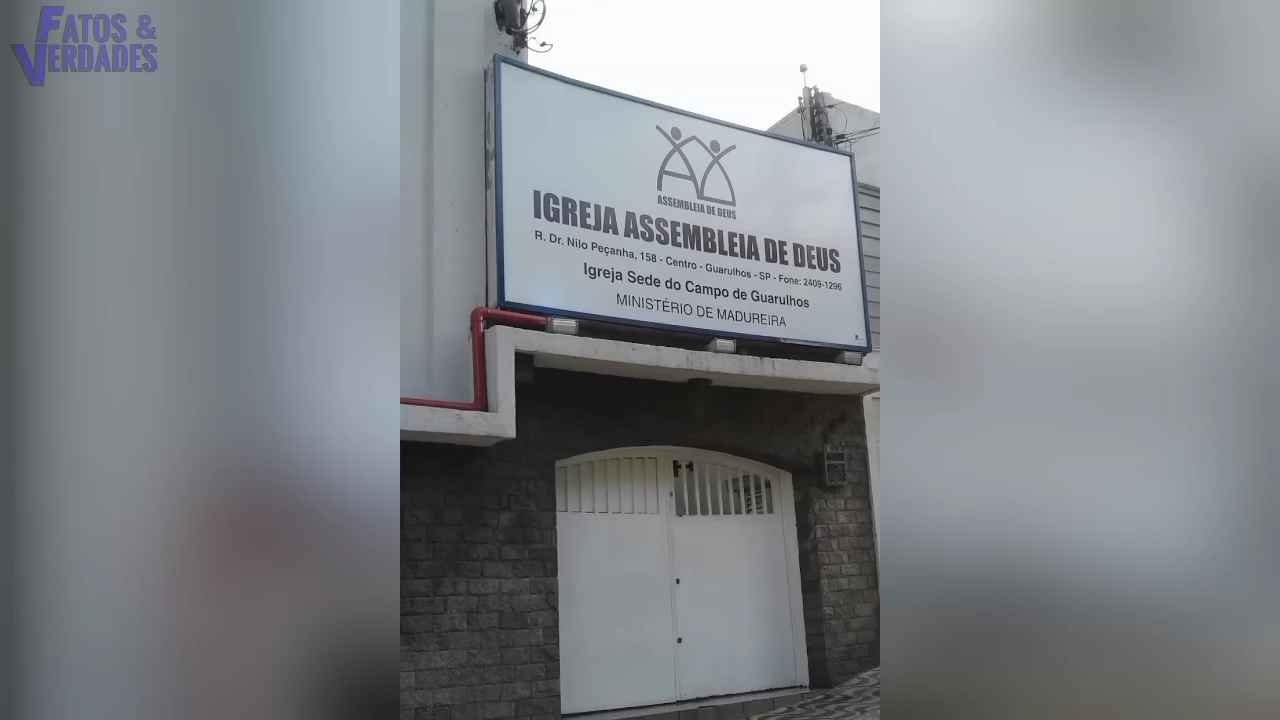 FATOS &
VERDADES
ASSEMBLEIA DE DEUS
IGREJA ASSEMBLEIA DE DEUS
R. Dr. Nilo Peçanha, 158 - Centro - Guarulhos - SP - Fone: 2409-1296
Igreja Sede do Campo de Guarulhos
MINISTÉRIO DE MADUREIRA